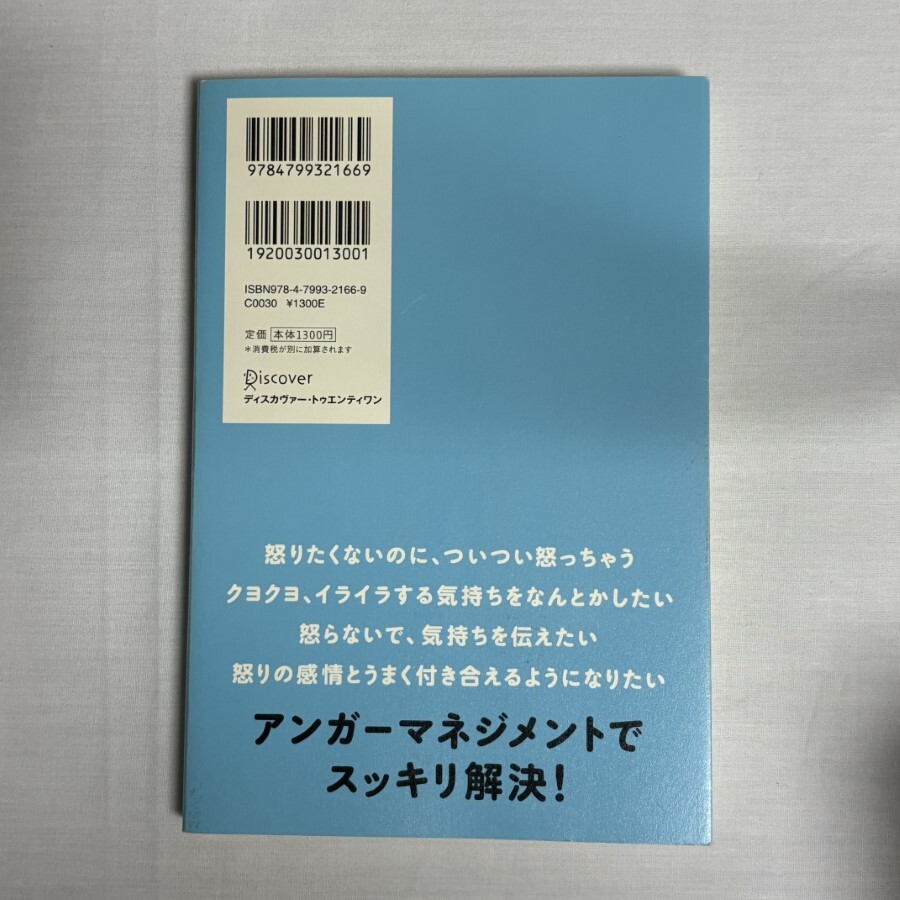 9784799321669
1920030013001
ISBN978-4-7993-2166-9
C0030 ¥1300E
定価 本体1300円
*消費税が別に加算されます
Discover
ディスカヴァー・トゥエンティワン
怒りたくないのに、ついつい怒っちゃう
クヨクヨ、イライラする気持ちをなんとかしたい
怒らないで、気持ちを伝えたい
怒りの感情とうまく付き合えるようになりたい
アンガーマネジメントで
スッキリ解決!